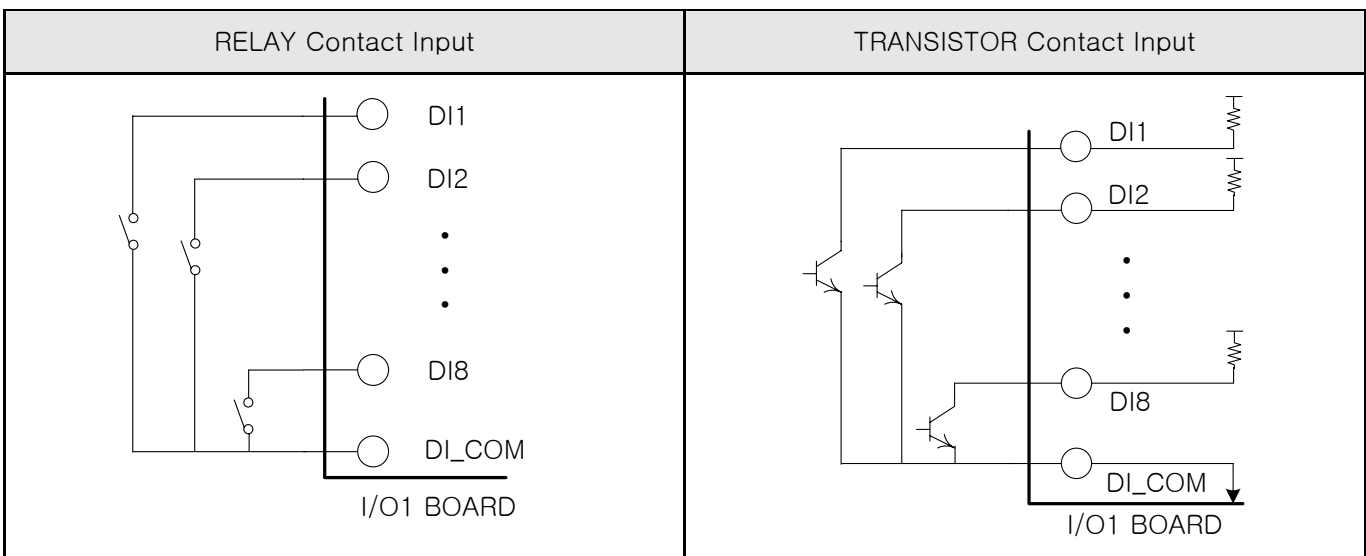 RELAY Contact Input
DI1
DI2
DI8
DI_COM
I/O1 BOARD
TRANSISTOR Contact Input
DI1
DI2
DI8
DI_COM
I/O1 BOARD